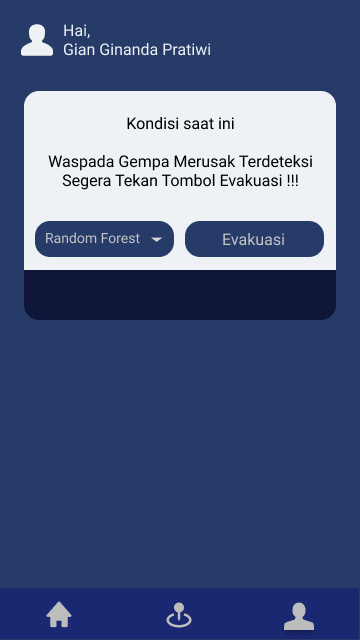 Hai,
Gian Ginanda Pratiwi
Kondisi saat ini
Waspada Gempa Merusak Terdeteksi
Segera Tekan Tombol Evakuasi !!!
Random Forest
Evakuasi